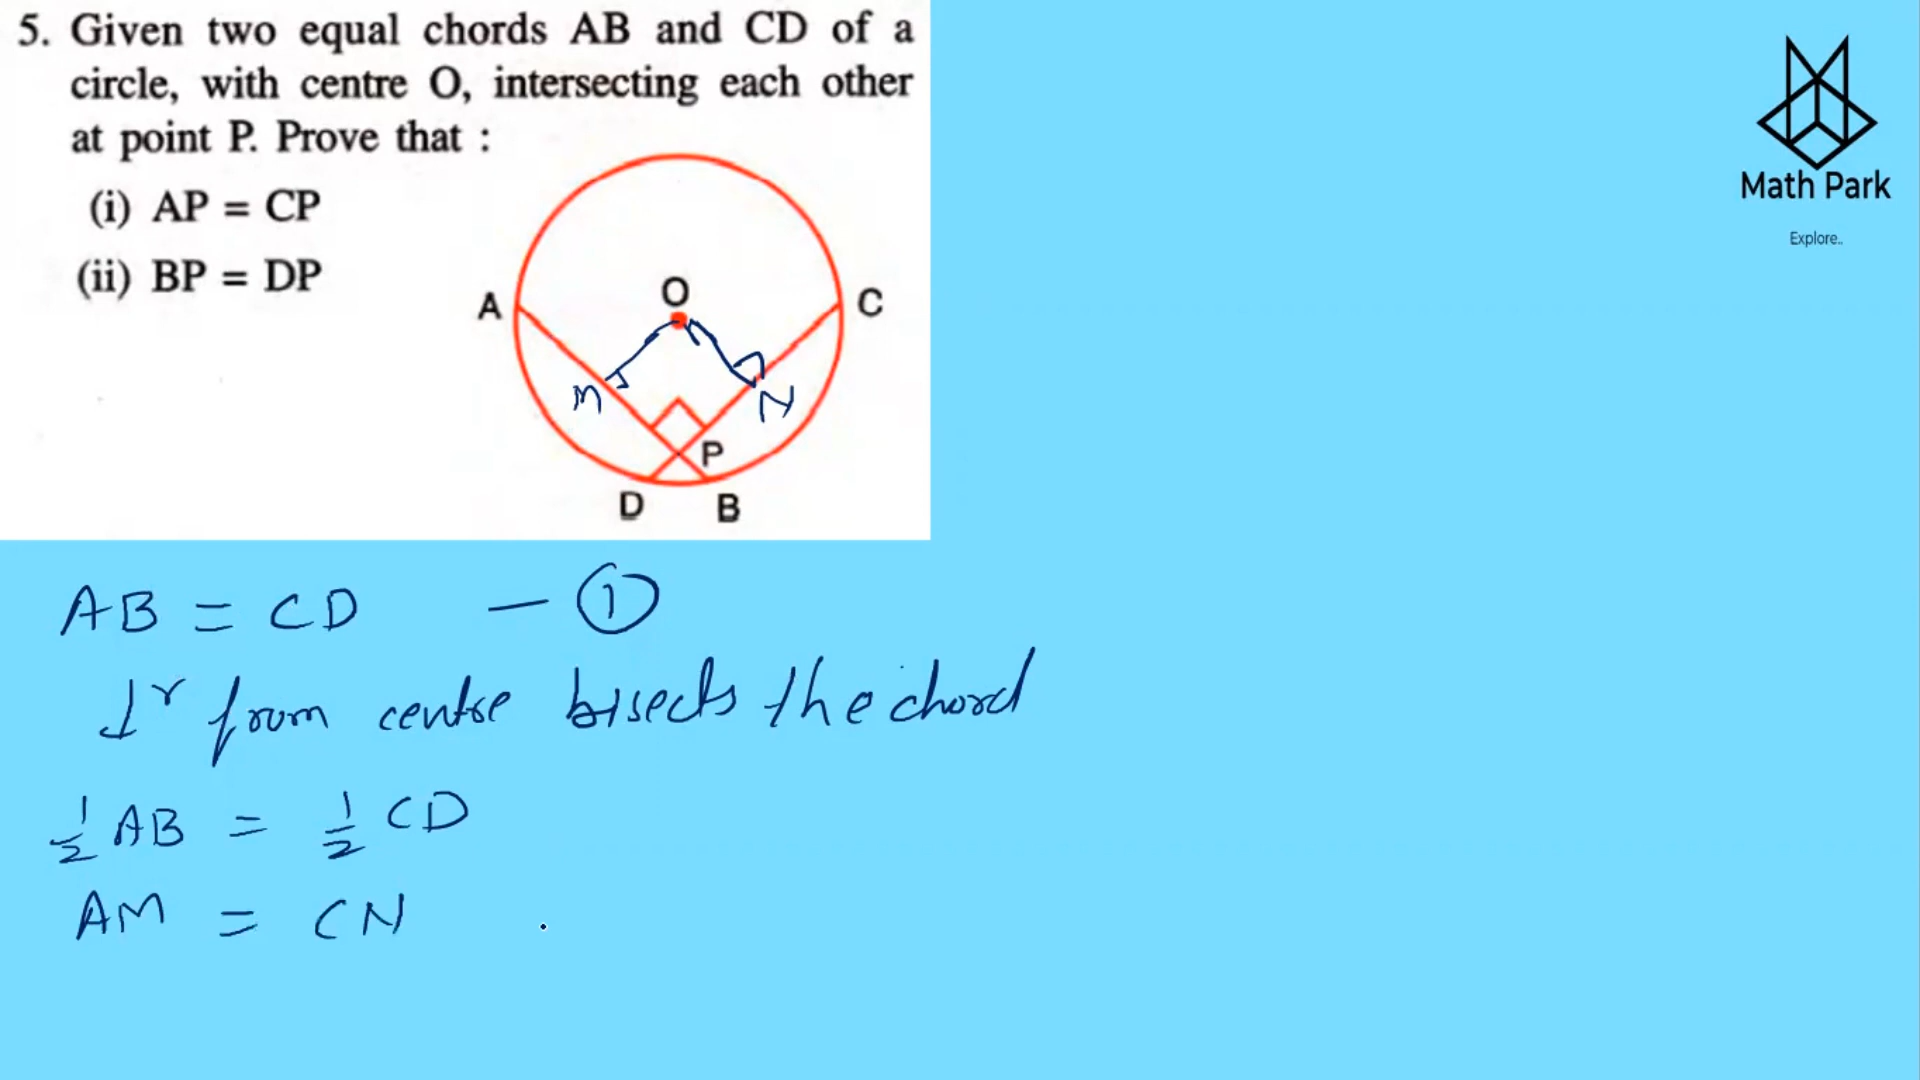 5. Given two equal chords AB and CD of a
circle, with centre O, intersecting each other
at point P. Prove that :
(i) AP = CP
(ii) BP = DP
A
O
C
M
N
P
D
B
Math Park
Explore..
AB = CD — ①
⊥r from centre bisects the chord
1/2 AB = 1/2 CD
AM = CN